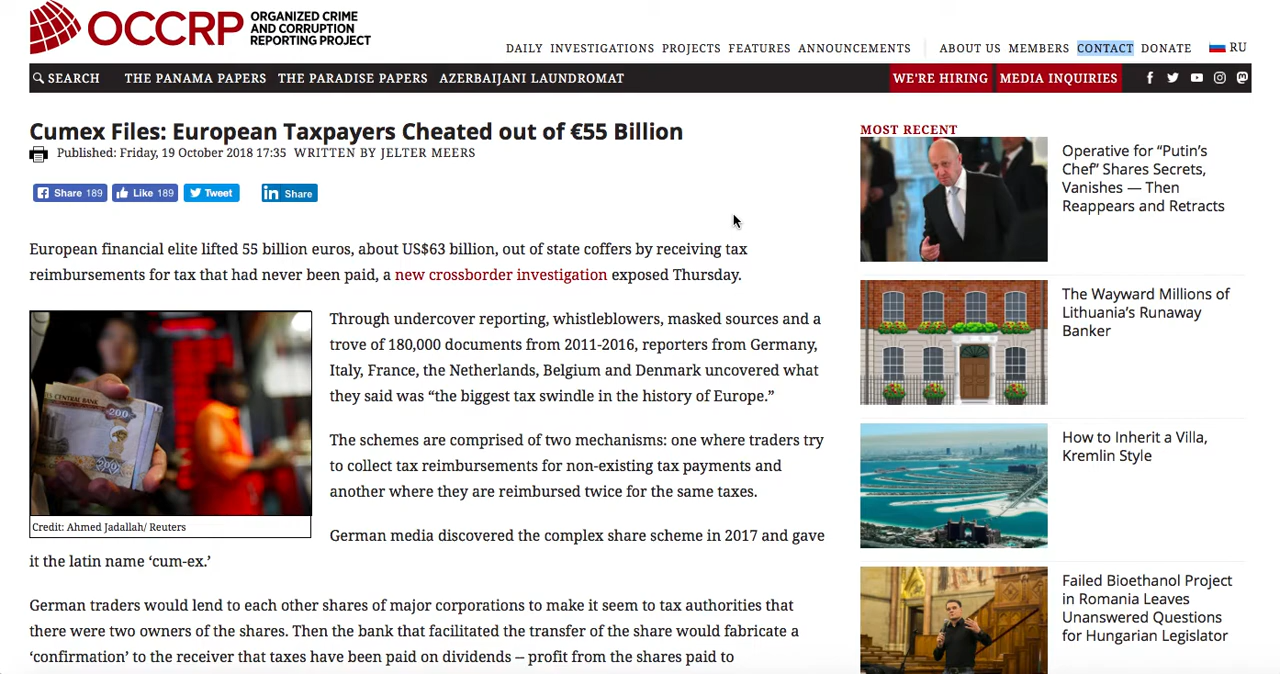 OCCRP
ORGANIZED CRIME
AND CORRUPTION
REPORTING PROJECT
DAILY INVESTIGATIONS PROJECTS FEATURES ANNOUNCEMENTS ABOUT US MEMBERS CONTACT DONATE RU
SEARCH THE PANAMA PAPERS THE PARADISE PAPERS AZERBAIJANI LAUNDROMAT WE'RE HIRING MEDIA INQUIRIES
Cumex Files: European Taxpayers Cheated out of €55 Billion
Published: Friday, 19 October 2018 17:35 WRITTEN BY JELTER MEERS
Share 189 Like 189 Tweet Share
European financial elite lifted 55 billion euros, about US$63 billion, out of state coffers by receiving tax
reimbursements for tax that had never been paid, a new crossborder investigation exposed Thursday.
Through undercover reporting, whistleblowers, masked sources and a
trove of 180,000 documents from 2011-2016, reporters from Germany,
Italy, France, the Netherlands, Belgium and Denmark uncovered what
they said was “the biggest tax swindle in the history of Europe.”
The schemes are comprised of two mechanisms: one where traders try
to collect tax reimbursements for non-existing tax payments and
another where they are reimbursed twice for the same taxes.
200
Credit: Ahmed Jadallah/ Reuters
German media discovered the complex share scheme in 2017 and gave
it the latin name ‘cum-ex.’
German traders would lend to each other shares of major corporations to make it seem to tax authorities that
there were two owners of the shares. Then the bank that facilitated the transfer of the share would fabricate a
‘confirmation’ to the receiver that taxes have been paid on dividends – profit from the shares paid to
MOST RECENT
Operative for “Putin’s
Chef” Shares Secrets,
Vanishes — Then
Reappears and Retracts
The Wayward Millions of
Lithuania’s Runaway
Banker
How to Inherit a Villa,
Kremlin Style
Failed Bioethanol Project
in Romania Leaves
Unanswered Questions
for Hungarian Legislator